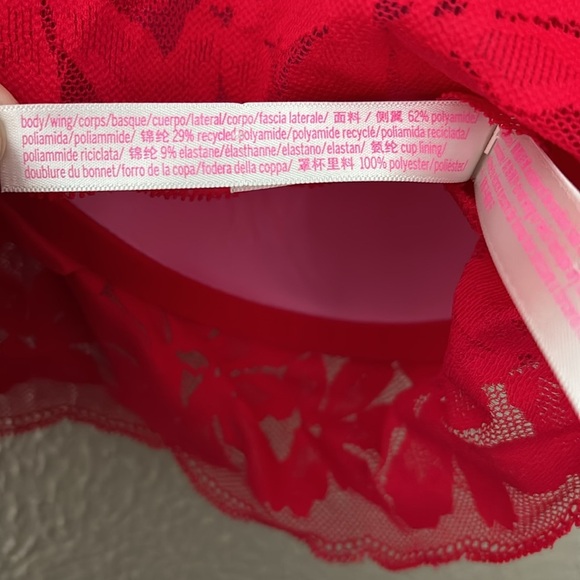 body/wing/corps/basque/cuerpo/lateral/corpo/fascia laterale/ 面料 / 侧翼 62% polyamide/
poliamida/poliammide/ 锦纶 29% recycled polyamide/polyamide recyclé/poliamida reciclada/
poliammide riciclata/ 锦纶 9% elastane/élasthanne/elastano/elastan/ 氨纶 cup lining/
doublure du bonnet/forro de la copa/fodera della coppa/ 罩杯里料 100% polyester/poliéster/